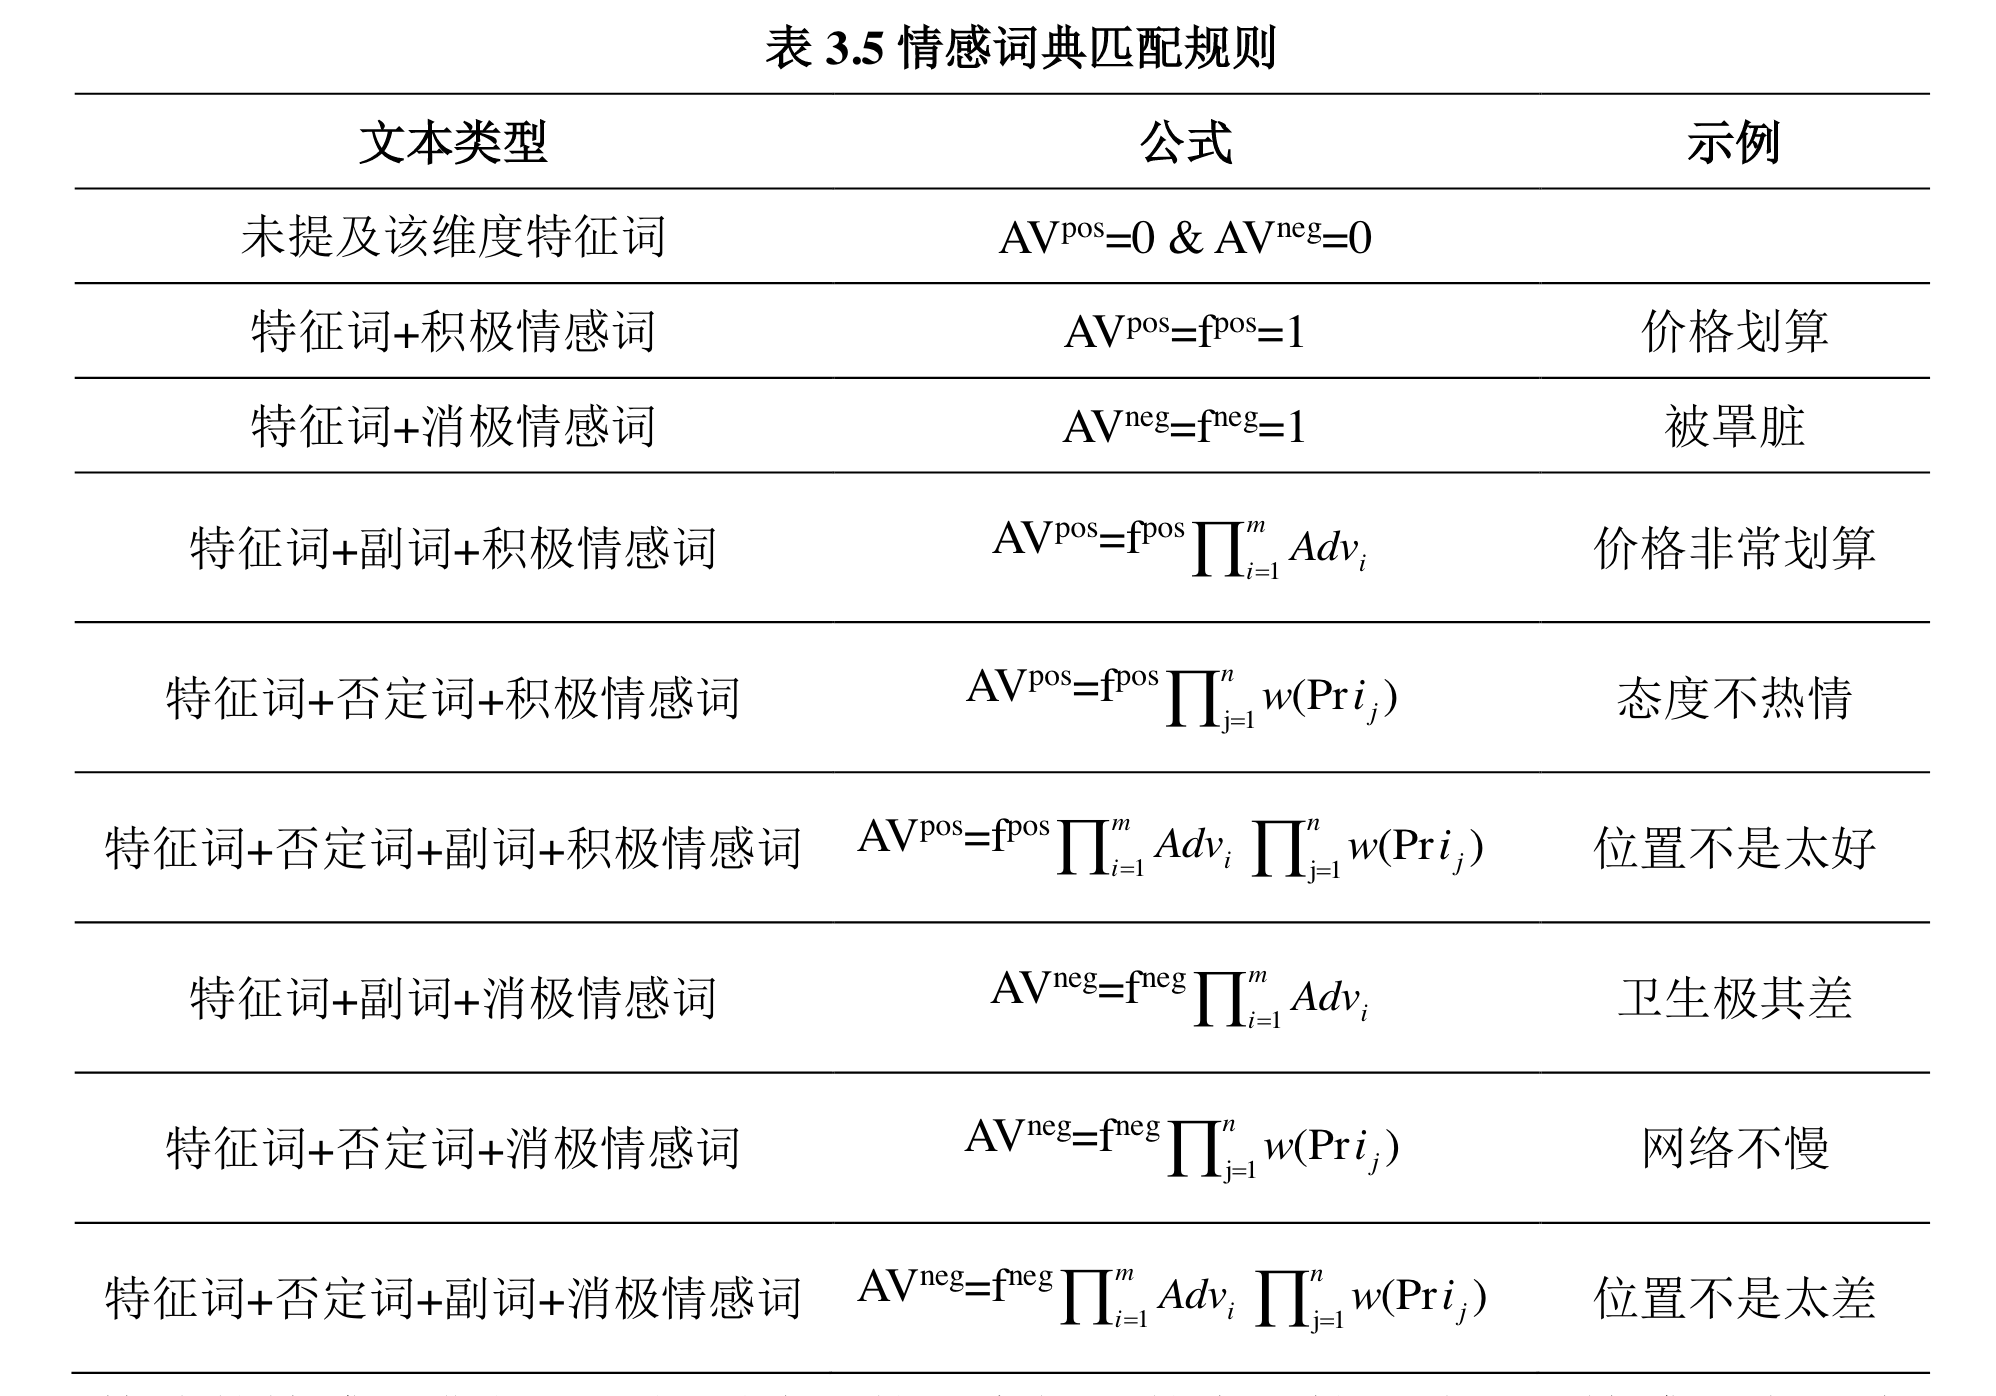 表 3.5 情感词典匹配规则
文本类型 公式 示例
未提及该维度特征词 AV^pos=0 & AV^neg=0
特征词+积极情感词 AV^pos=f^pos=1 价格划算
特征词+消极情感词 AV^neg=f^neg=1 被罩脏
特征词+副词+积极情感词 AV^pos=f^pos∏_{i=1}^{m} Adv_i 价格非常划算
特征词+否定词+积极情感词 AV^pos=f^pos∏_{j=1}^{n} w(Pri_j) 态度不热情
特征词+否定词+副词+积极情感词 AV^pos=f^pos∏_{i=1}^{m} Adv_i ∏_{j=1}^{n} w(Pri_j) 位置不是太好
特征词+副词+消极情感词 AV^neg=f^neg∏_{i=1}^{m} Adv_i 卫生极其差
特征词+否定词+消极情感词 AV^neg=f^neg∏_{j=1}^{n} w(Pri_j) 网络不慢
特征词+否定词+副词+消极情感词 AV^neg=f^neg∏_{i=1}^{m} Adv_i ∏_{j=1}^{n} w(Pri_j) 位置不是太差